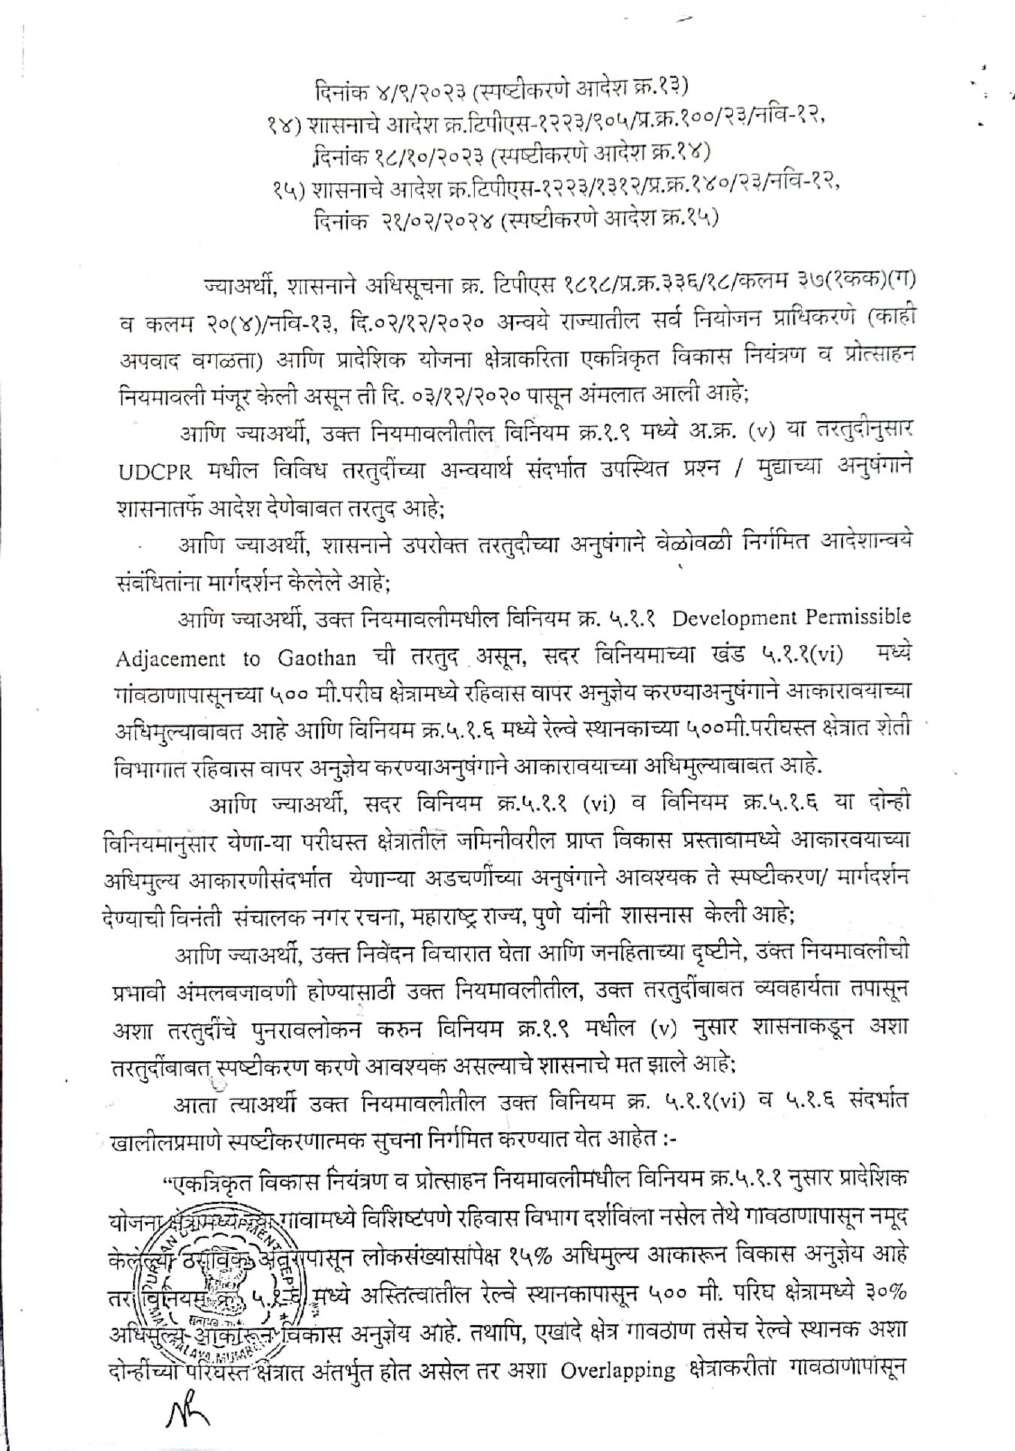 दिनांक ४/९/२०२३ (स्पष्टीकरणे आदेश क्र.१३)
१४) शासनाचे आदेश क्र.टिपीएस-१२२३/९०५/प्र.क्र.१००/२३/नवि-१२,
दिनांक १८/१०/२०२३ (स्पष्टीकरणे आदेश क्र.१४)
१५) शासनाचे आदेश क्र.टिपीएस-१२२३/१३१२/प्र.क्र.१४०/२३/नवि-१२,
दिनांक २१/०२/२०२४ (स्पष्टीकरणे आदेश क्र.१५)
ज्याअर्थी, शासनाने अधिसूचना क्र. टिपीएस १८१८/प्र.क्र.३३६/१८/कलम ३७(१कक)(ग)
व कलम २०(४)/नवि-१३, दि.०२/१२/२०२० अन्वये राज्यातील सर्व नियोजन प्राधिकरणे (काही
अपवाद वगळता) आणि प्रादेशिक योजना क्षेत्राकरिता एकत्रिकृत विकास नियंत्रण व प्रोत्साहन
नियमावली मंजूर केली असून ती दि. ०३/१२/२०२० पासून अंमलात आली आहे;
आणि ज्याअर्थी, उक्त नियमावलीतील विनियम क्र.१.९ मध्ये अ.क्र. (v) या तरतुदीनुसार
UDCPR मधील विविध तरतुदींच्या अन्वयार्थ संदर्भात उपस्थित प्रश्न / मुद्याच्या अनुषंगाने
शासनातर्फे आदेश देणेबाबत तरतुद आहे;
आणि ज्याअर्थी, शासनाने उपरोक्त तरतुदीच्या अनुषंगाने वेळोवळी निर्गमित आदेशान्वये
संबंधितांना मार्गदर्शन केलेले आहे;
आणि ज्याअर्थी, उक्त नियमावलीमधील विनियम क्र. ५.१.१ Development Permissible
Adjacement to Gaothan ची तरतुद असून, सदर विनियमाच्या खंड ५.१.१(vi) मध्ये
गांवठाणापासूनच्या ५०० मी.परीघ क्षेत्रामध्ये रहिवास वापर अनुज्ञेय करण्याअनुषंगाने आकारावयाच्या
अधिमुल्याबाबत आहे आणि विनियम क्र.५.१.६ मध्ये रेल्वे स्थानकाच्या ५००मी.परीघस्त क्षेत्रात शेती
विभागात रहिवास वापर अनुज्ञेय करण्याअनुषंगाने आकारावयाच्या अधिमुल्याबाबत आहे.
आणि ज्याअर्थी, सदर विनियम क्र.५.१.१ (vi) व विनियम क्र.५.१.६ या दोन्ही
विनियमानुसार येणा-या परीघस्त क्षेत्रातील जमिनीवरील प्राप्त विकास प्रस्तावामध्ये आकारवयाच्या
अधिमुल्य आकारणीसंदर्भात येणाऱ्या अडचणींच्या अनुषंगाने आवश्यक ते स्पष्टीकरण/ मार्गदर्शन
देण्याची विनंती संचालक नगर रचना, महाराष्ट्र राज्य, पुणे यांनी शासनास केली आहे;
आणि ज्याअर्थी, उक्त निवेदन विचारात घेता आणि जनहिताच्या दृष्टीने, उक्त नियमावलीची
प्रभावी अंमलबजावणी होण्यासाठी उक्त नियमावलीतील, उक्त तरतुदींबाबत व्यवहार्यता तपासून
अशा तरतुदींचे पुनरावलोकन करुन विनियम क्र.१.९ मधील (v) नुसार शासनाकडून अशा
तरतुदींबाबत स्पष्टीकरण करणे आवश्यक असल्याचे शासनाचे मत झाले आहे;
आता त्याअर्थी उक्त नियमावलीतील उक्त विनियम क्र. ५.१.१(vi) व ५.१.६ संदर्भात
खालीलप्रमाणे स्पष्टीकरणात्मक सुचना निर्गमित करण्यात येत आहेत :-
“एकत्रिकृत विकास नियंत्रण व प्रोत्साहन नियमावलीमधील विनियम क्र.५.१.१ नुसार प्रादेशिक
योजना क्षेत्रामध्ये ज्या गावामध्ये विशिष्टपणे रहिवास विभाग दर्शविला नसेल तेथे गावठाणापासून नमूद
केलेल्या ठराविक अंतरापासून लोकसंख्यासापेक्ष १५% अधिमुल्य आकारून विकास अनुज्ञेय आहे
तर विनियम क्र. ५.१.६ मध्ये अस्तित्वातील रेल्वे स्थानकापासून ५०० मी. परिघ क्षेत्रामध्ये ३०%
अधिमुल्य आकारून विकास अनुज्ञेय आहे. तथापि, एखादे क्षेत्र गावठाण तसेच रेल्वे स्थानक अशा
दोन्हींच्या परिघस्त क्षेत्रात अंतर्भुत होत असेल तर अशा Overlapping क्षेत्राकरीता गावठाणापासून